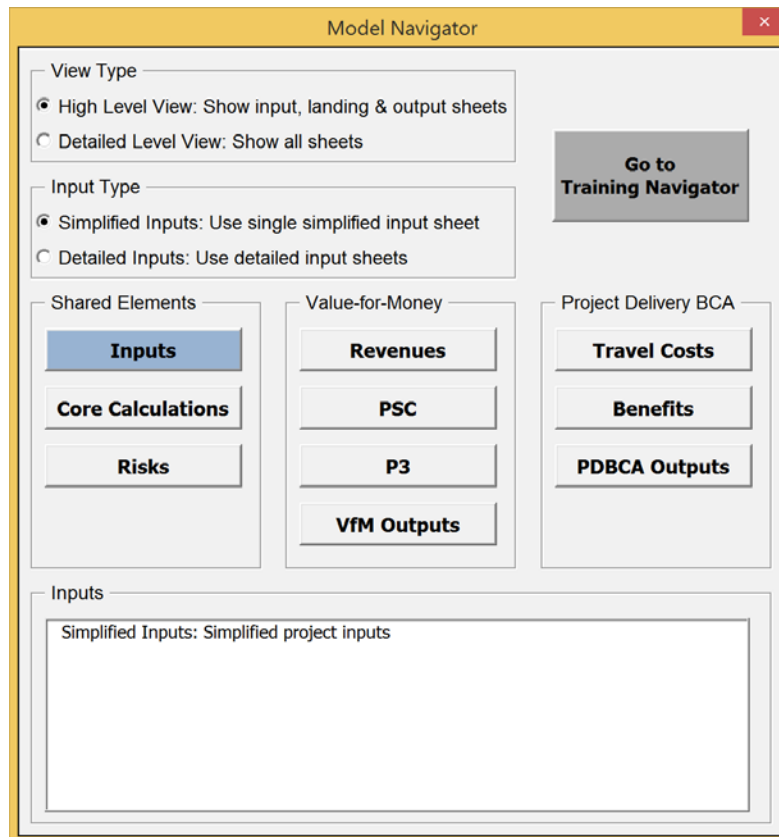 Model Navigator
×
View Type
High Level View: Show input, landing & output sheets
Detailed Level View: Show all sheets
Go to
Training Navigator
Input Type
Simplified Inputs: Use single simplified input sheet
Detailed Inputs: Use detailed input sheets
Shared Elements
Inputs
Core Calculations
Risks
Value-for-Money
Revenues
PSC
P3
VfM Outputs
Project Delivery BCA
Travel Costs
Benefits
PDBCA Outputs
Inputs
Simplified Inputs: Simplified project inputs